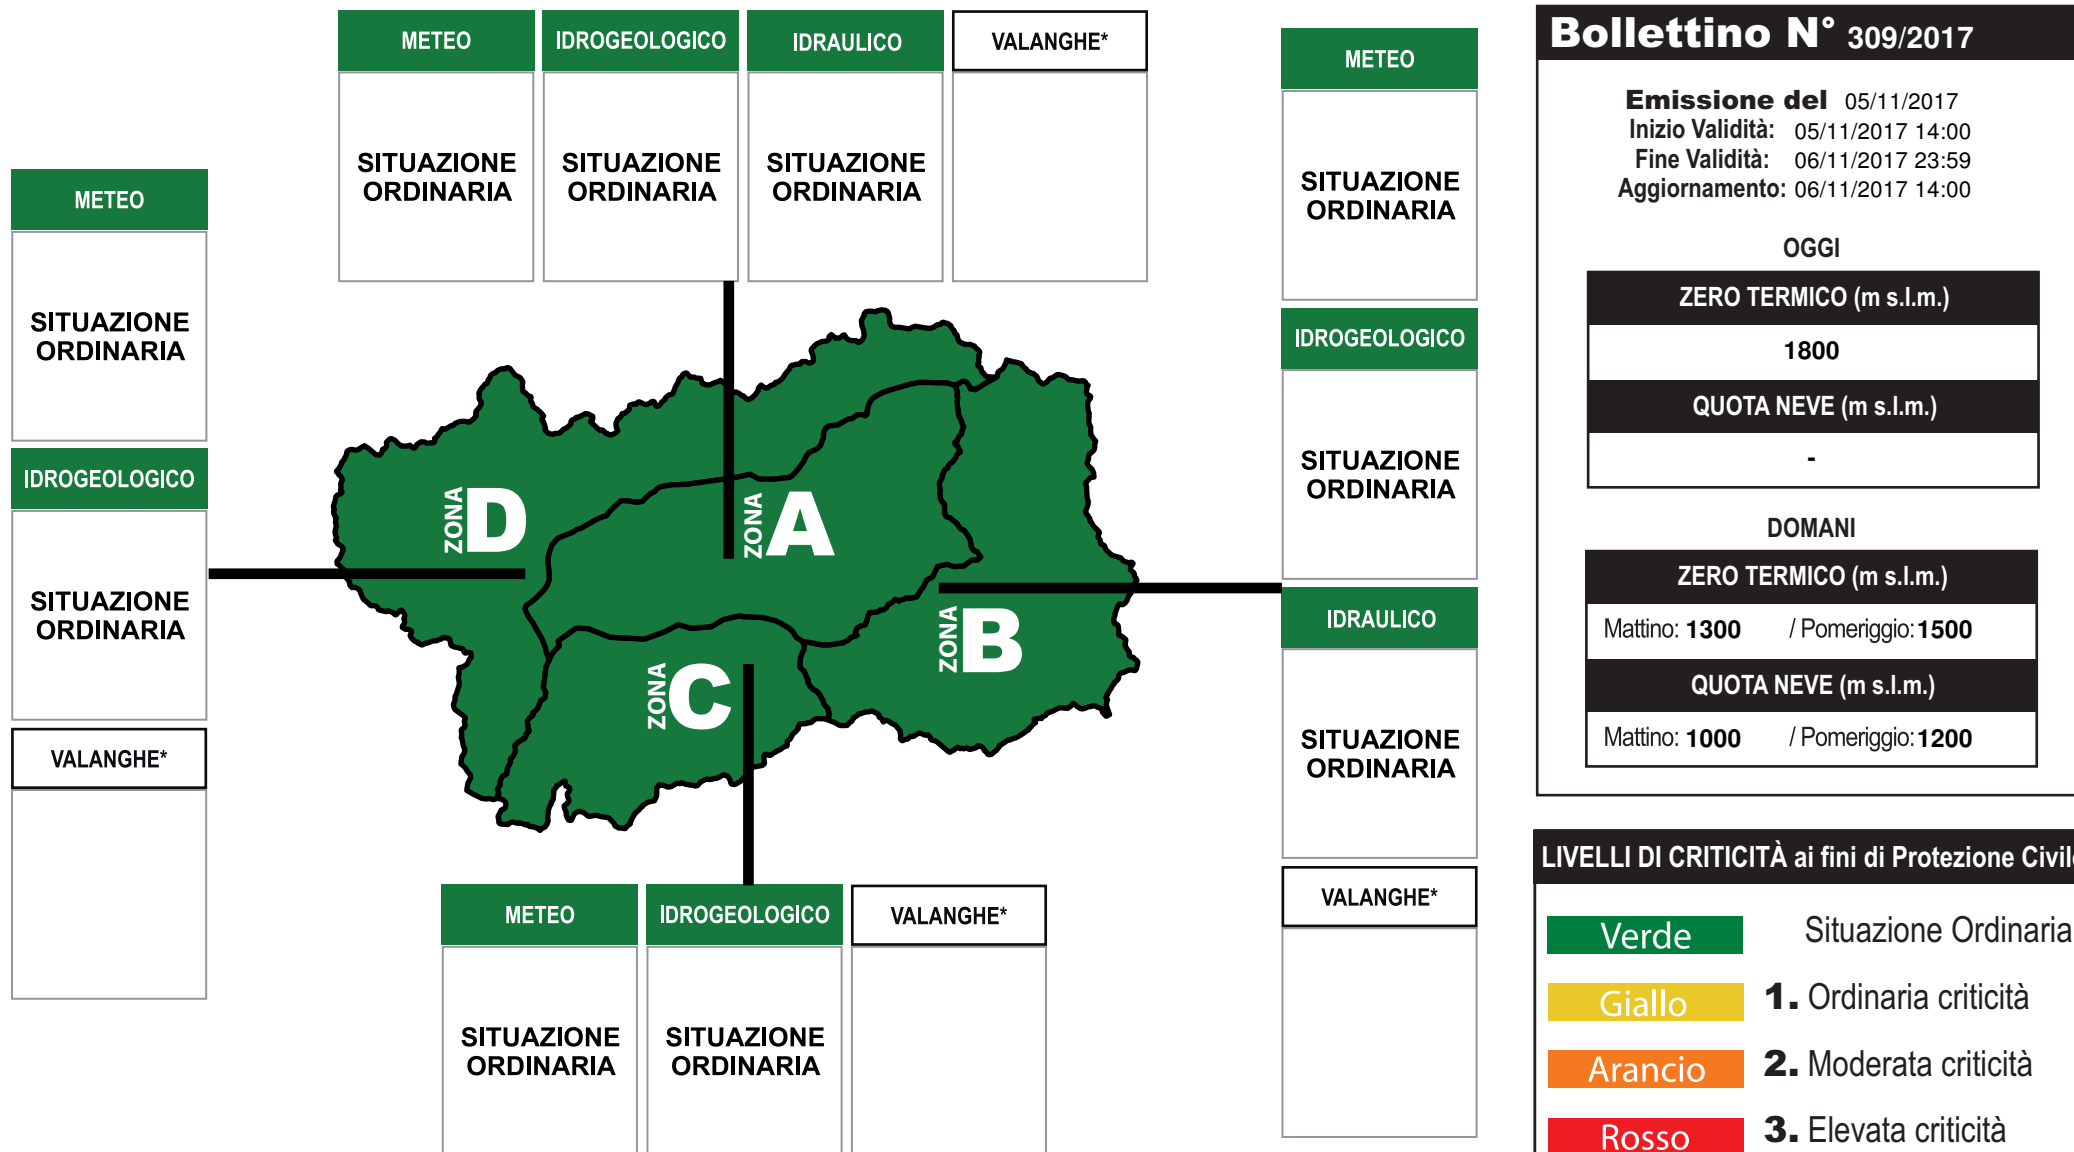 METEO
IDROGEOLOGICO
IDRAULICO
VALANGHE*
SITUAZIONE
ORDINARIA
SITUAZIONE
ORDINARIA
SITUAZIONE
ORDINARIA
METEO
SITUAZIONE
ORDINARIA
IDROGEOLOGICO
SITUAZIONE
ORDINARIA
VALANGHE*
ZONA D
ZONA A
ZONA B
ZONA C
METEO
SITUAZIONE
ORDINARIA
IDROGEOLOGICO
SITUAZIONE
ORDINARIA
IDRAULICO
SITUAZIONE
ORDINARIA
VALANGHE*
METEO
IDROGEOLOGICO
VALANGHE*
SITUAZIONE
ORDINARIA
SITUAZIONE
ORDINARIA
Bollettino N° 309/2017
Emissione del 05/11/2017
Inizio Validità: 05/11/2017 14:00
Fine Validità: 06/11/2017 23:59
Aggiornamento: 06/11/2017 14:00
OGGI
ZERO TERMICO (m s.l.m.)
1800
QUOTA NEVE (m s.l.m.)
-
DOMANI
ZERO TERMICO (m s.l.m.)
Mattino: 1300 / Pomeriggio: 1500
QUOTA NEVE (m s.l.m.)
Mattino: 1000 / Pomeriggio: 1200
LIVELLI DI CRITICITÀ ai fini di Protezione Civile
Verde Situazione Ordinaria
Giallo 1. Ordinaria criticità
Arancio 2. Moderata criticità
Rosso 3. Elevata criticità